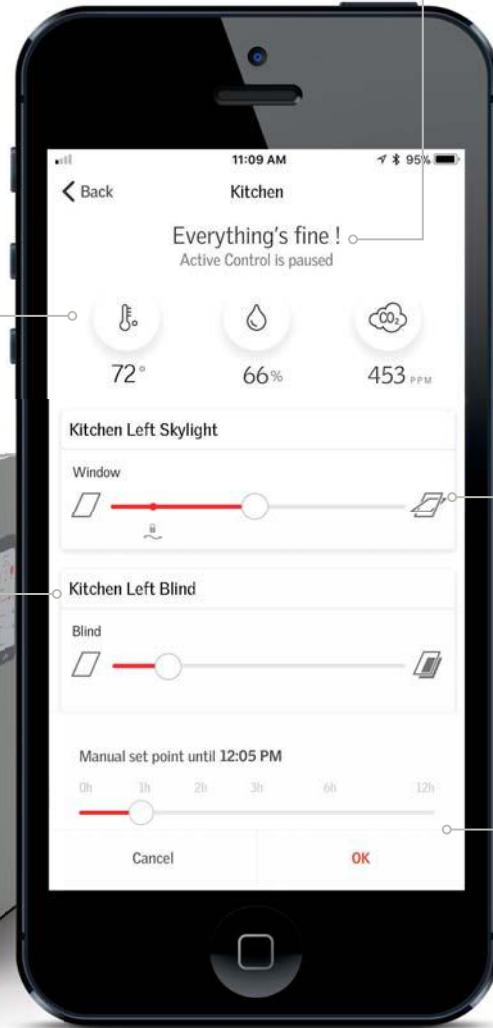 11:09 AM
95%
Back
Kitchen
Everything's fine !
Active Control is paused
72°
66%
CO₂
453 PPM
Kitchen Left Skylight
Window
Kitchen Left Blind
Blind
Manual set point until 12:05 PM
0h 1h 2h 3h 6h 12h
Cancel
OK